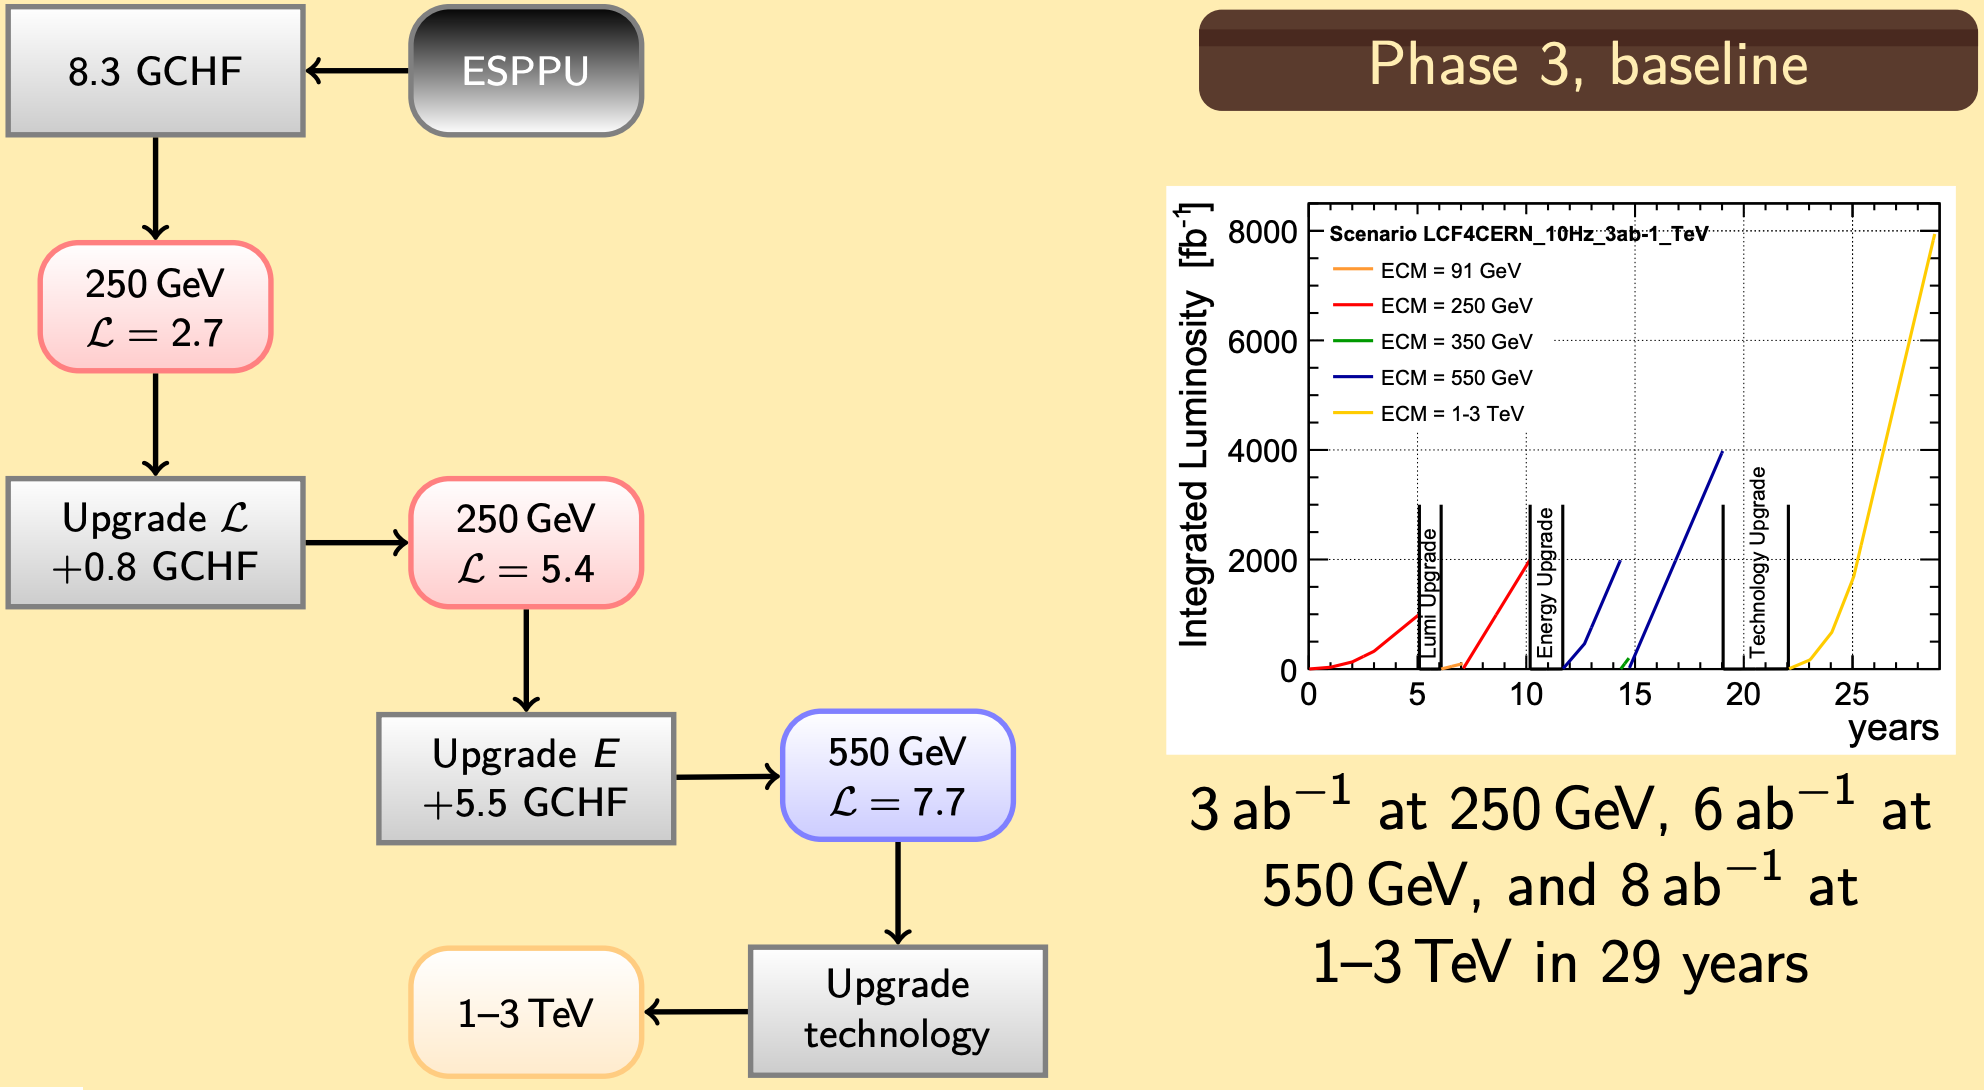 8.3 GCHF
ESPPU
250 GeV
ℒ = 2.7
Upgrade ℒ
+0.8 GCHF
250 GeV
ℒ = 5.4
Upgrade E
+5.5 GCHF
550 GeV
ℒ = 7.7
1–3 TeV
Upgrade
technology
Phase 3, baseline
Integrated Luminosity [fb⁻¹]
8000
6000
4000
2000
0
Scenario LCF4CERN_10Hz_3ab-1_TeV
ECM = 91 GeV
ECM = 250 GeV
ECM = 350 GeV
ECM = 550 GeV
ECM = 1-3 TeV
Lumi Upgrade
Energy Upgrade
Technology Upgrade
0 5 10 15 20 25
years
3 ab⁻¹ at 250 GeV, 6 ab⁻¹ at
550 GeV, and 8 ab⁻¹ at
1–3 TeV in 29 years